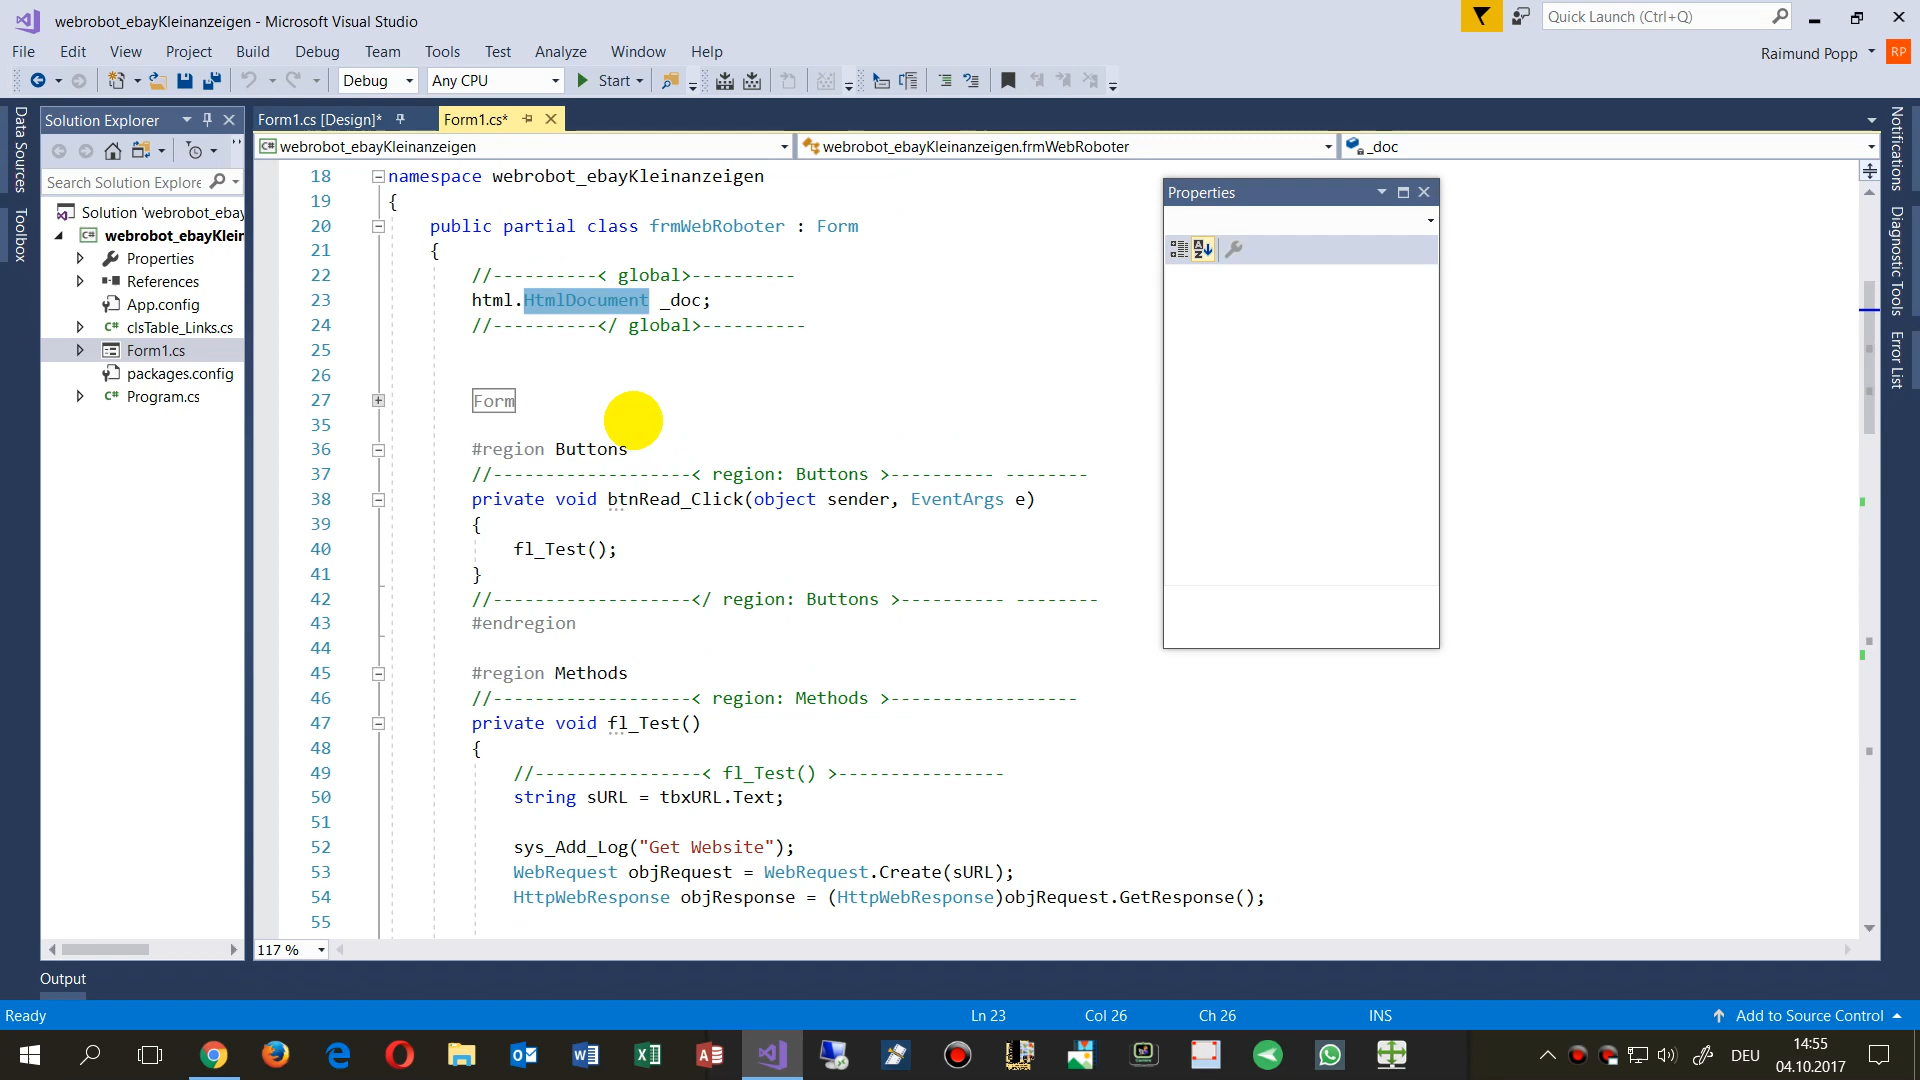 webrobot_ebayKleinanzeigen - Microsoft Visual Studio
Quick Launch (Ctrl+Q)
File Edit View Project Build Debug Team Tools Test Analyze Window Help
Raimund Popp RP
Debug Any CPU Start
Data Sources
Toolbox
Solution Explorer
Search Solution Explore
Solution 'webrobot_ebay
webrobot_ebayKlein
Properties
References
App.config
clsTable_Links.cs
Form1.cs
packages.config
Program.cs
Form1.cs [Design]* Form1.cs*
webrobot_ebayKleinanzeigen webrobot_ebayKleinanzeigen.frmWebRoboter _doc
18 namespace webrobot_ebayKleinanzeigen
19 {
20 public partial class frmWebRoboter : Form
21 {
22 //----------< global>----------
23 html.HtmlDocument _doc;
24 //----------</ global>----------
25
26
27 Form
35
36 #region Buttons
37 //-------------------< region: Buttons >---------- --------
38 private void btnRead_Click(object sender, EventArgs e)
39 {
40 fl_Test();
41 }
42 //-------------------</ region: Buttons >---------- --------
43 #endregion
44
45 #region Methods
46 //-------------------< region: Methods >------------------
47 private void fl_Test()
48 {
49 //----------------< fl_Test() >----------------
50 string sURL = tbxURL.Text;
51
52 sys_Add_Log("Get Website");
53 WebRequest objRequest = WebRequest.Create(sURL);
54 HttpWebResponse objResponse = (HttpWebResponse)objRequest.GetResponse();
55
117 %
Properties
Notifications
Diagnostic Tools
Error List
Output
Ready Ln 23 Col 26 Ch 26 INS Add to Source Control
DEU 14:55
04.10.2017